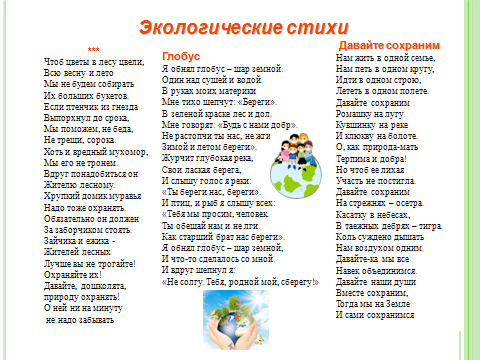 Экологические стихи
***
Чтоб цветы в лесу цвели,
Всю весну и лето
Мы не будем собирать
Их больших букетов.
Если птенчик из гнезда
Выпорхнул до срока,
Мы поможем, не беда,
Не трещи, сорока.
Хоть и вредный мухомор,
Мы его не тронем.
Вдруг понадобится он
Жителю лесному.
Хрупкий домик муравья
Надо тоже охранять.
Обязательно он должен
За заборчиком стоять.
Зайчика и ежика -
Жителей лесных
Лучше вы не трогайте!
Охраняйте их!
Давайте, дошколята,
природу охранять!
О ней ни на минуту
не надо забывать
Глобус
Я обнял глобус – шар земной.
Один над сушей и водой.
В руках моих материки
Мне тихо шепчут: «Береги».
В зеленой краске лес и дол.
Мне говорят: «Будь с нами добр».
Не растопчи ты нас, не жги
Зимой и летом береги».
Журчит глубокая река,
Свои лаская берега,
И слышу голос я реки:
«Ты береги нас, береги».
И птиц, и рыб я слышу всех:
«Тебя мы просим, человек.
Ты обещай нам и не лги.
Как старший брат нас береги».
Я обнял глобус – шар земной,
И что-то сделалось со мной.
И вдруг шепнул я:
«Не солгу. Тебя, родной мой, сберегу!»
Давайте сохраним
Нам жить в одной семье,
Нам петь в одном кругу,
Идти в одном строю,
Лететь в одном полете.
Давайте сохраним
Ромашку на лугу.
Кувшинку на реке
И клюкву на болоте.
О, как природа-мать
Терпима и добра!
Но чтоб ее лихая
Участь не постигла.
Давайте сохраним
На стрежнях – осетра.
Касатку в небесах,
В таежных дебрях – тигра.
Коль суждено дышать
Нам воздухом одним.
Давайте-ка мы все
Навек объединимся.
Давайте наши души
Вместе сохраним,
Тогда мы на Земле
И сами сохранимся